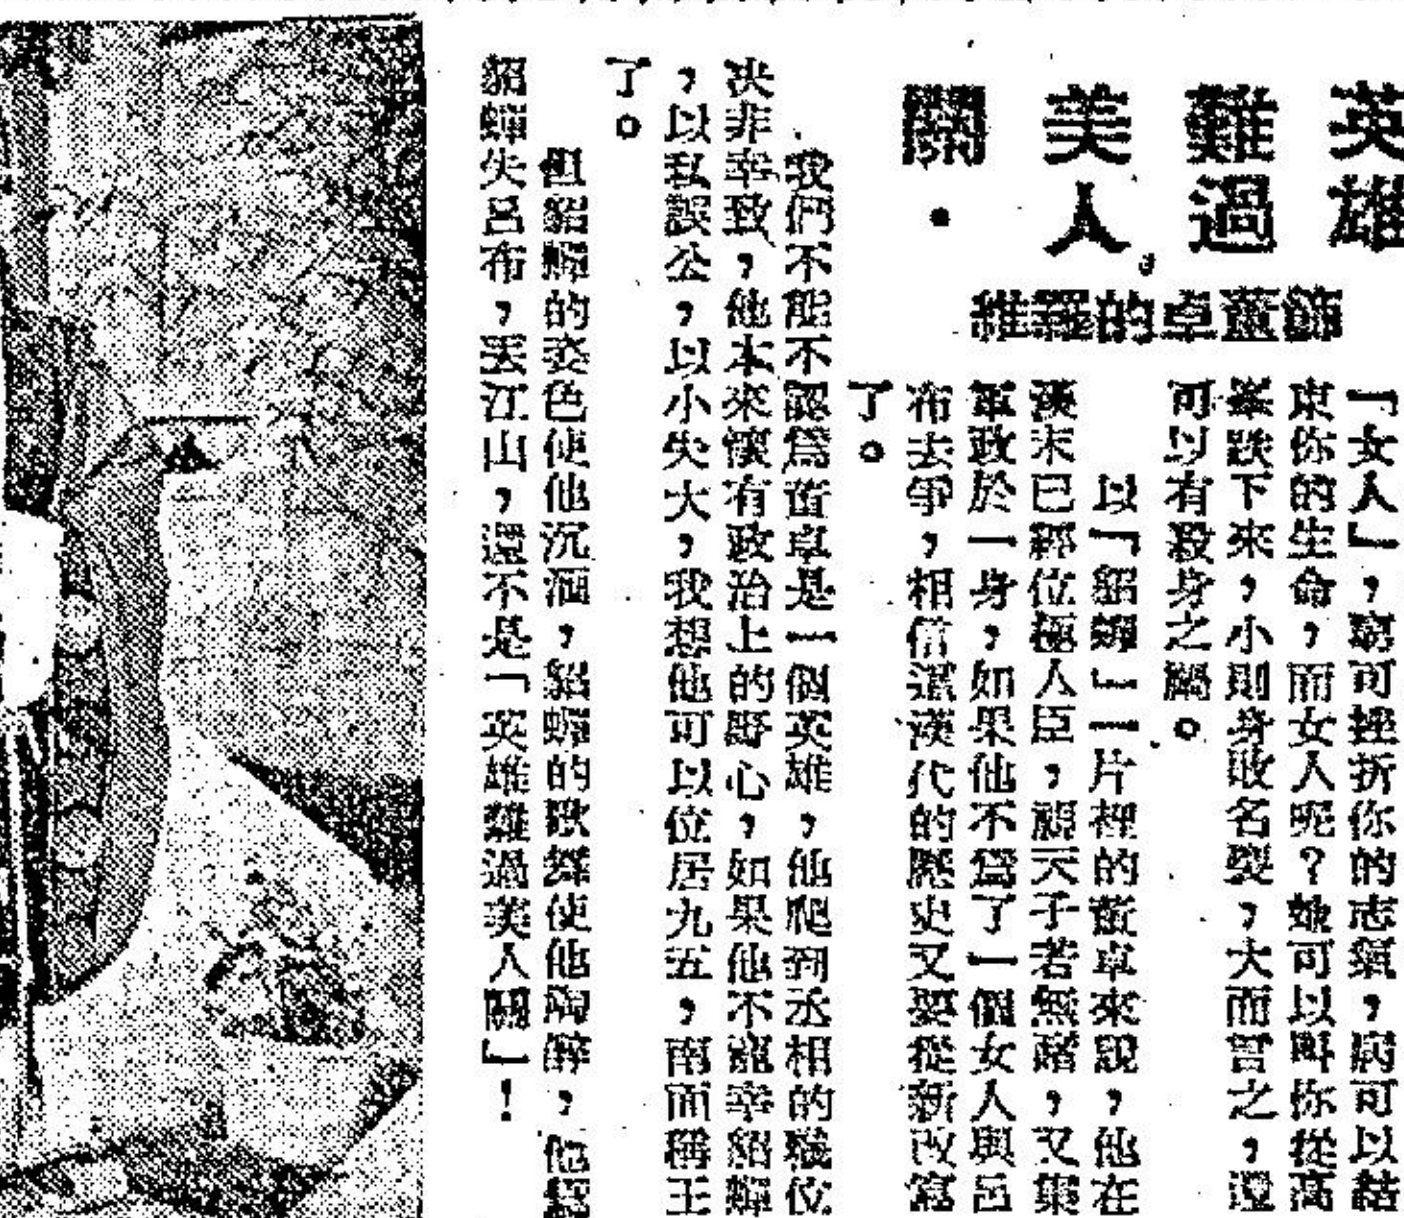 英雄
難過
美人
關・
飾董卓的羅維
「女人」,窮可挫折你的志氣,病可以結
束你的生命,而女人呢?她可以叫你從高
峯跌下來,小則身敗名裂,大而言之,還
可以有殺身之禍。
以「貂蟬」一片裡的董卓來說,他在
漢末已經位極人臣,視天子若無睹,又集
軍政於一身,如果他不爲了一個女人與呂
布去爭,相信漢代的歷史又要從新改寫
了。
我們不能不認爲董卓是一個英雄,他爬到丞相的職位
决非幸致,他本來懷有政治上的野心,如果他不寵幸貂蟬
,以私誤公,以小失大,我想他可以位居九五,南面稱王
了。
但貂蟬的姿色使他沉湎,貂蟬的歌舞使他陶醉,他
貂蟬失呂布,丟江山,還不是「英雄難過美人關」!